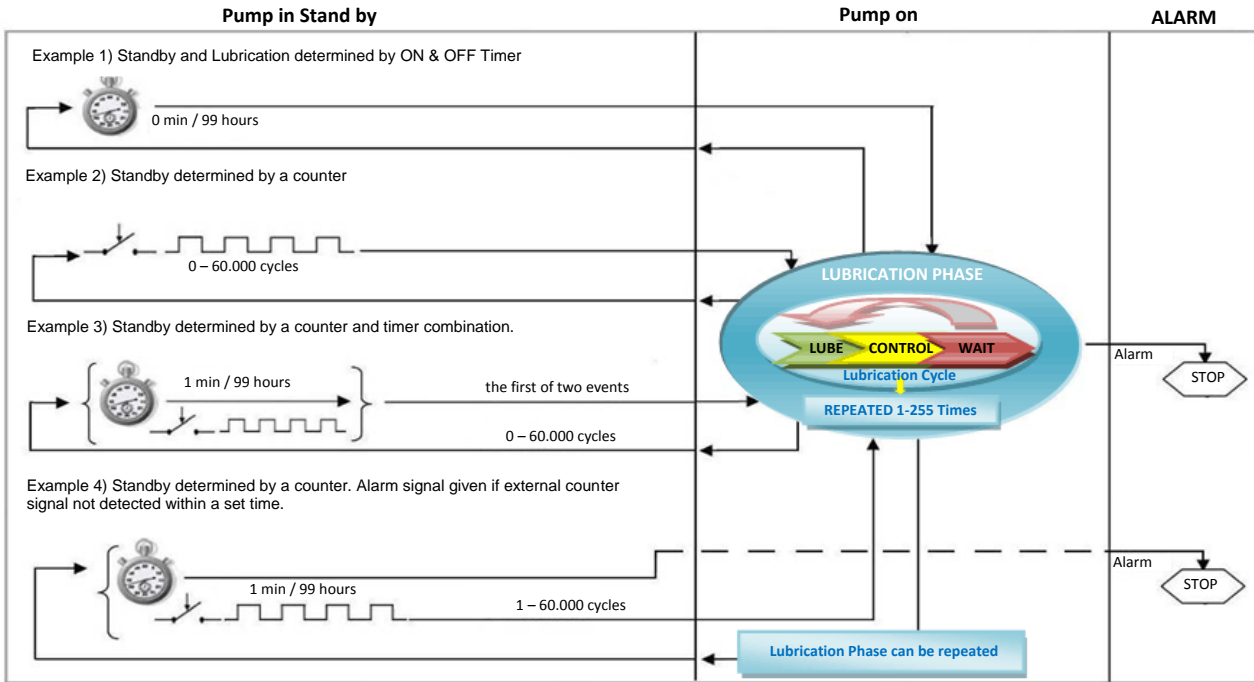 Pump in Stand by
Pump on
ALARM
Example 1) Standby and Lubrication determined by ON & OFF Timer
0 min / 99 hours
Example 2) Standby determined by a counter
0 – 60.000 cycles
LUBRICATION PHASE
Example 3) Standby determined by a counter and timer combination.
LUBE
CONTROL
WAIT
Alarm
Lubrication Cycle
STOP
1 min / 99 hours
the first of two events
REPEATED 1-255 Times
0 – 60.000 cycles
Example 4) Standby determined by a counter. Alarm signal given if external counter
signal not detected within a set time.
Alarm
STOP
1 min / 99 hours
1 – 60.000 cycles
Lubrication Phase can be repeated